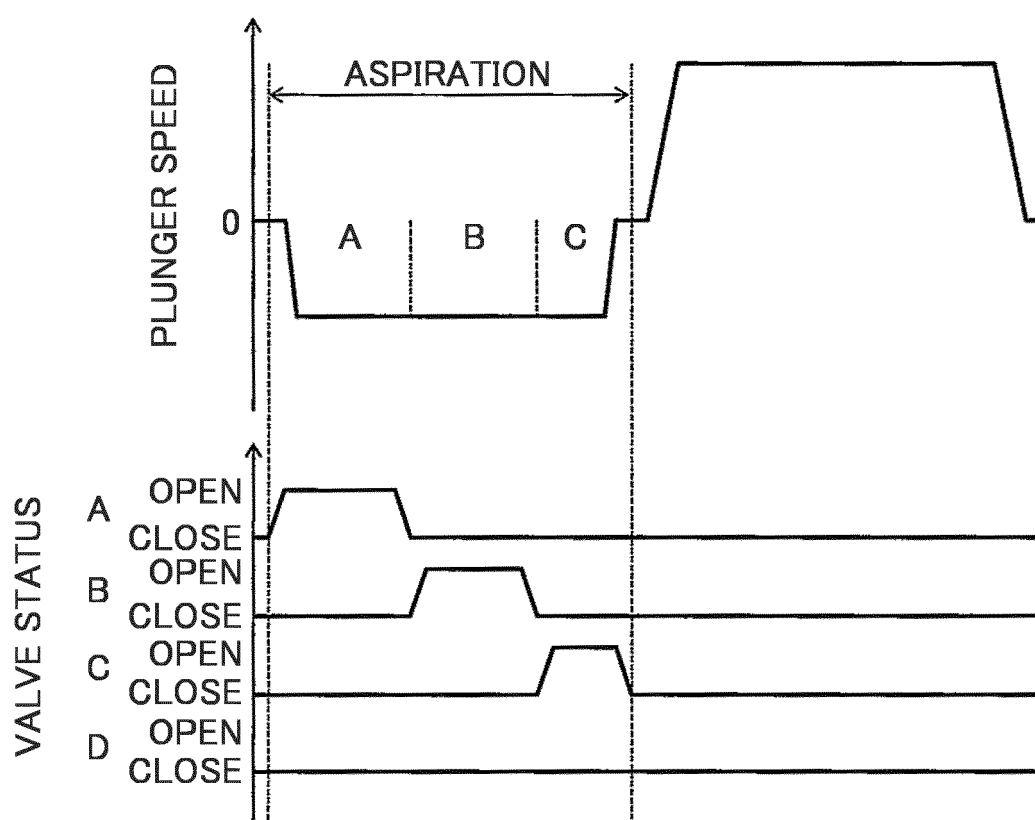 PLUNGER SPEED
ASPIRATION
0
A B C
VALVE STATUS
A OPEN
CLOSE
B OPEN
CLOSE
C OPEN
CLOSE
D OPEN
CLOSE